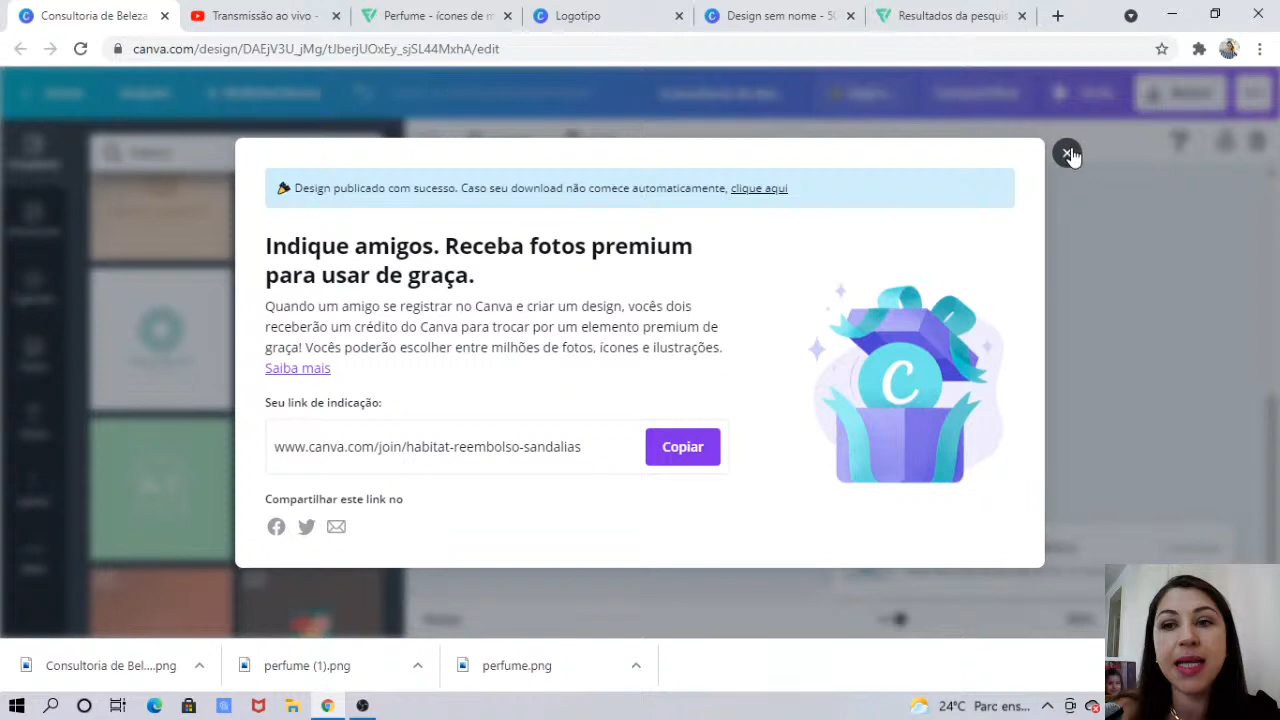 Consultoria de Beleza
Transmissão ao vivo -
Perfume - ícones de m
Logotipo
Design sem nome - 50
Resultados da pesquis
canva.com/design/DAEjV3U_jMg/tJberjUOxEy_sjSL44MxhA/edit
Design publicado com sucesso. Caso seu download não comece automaticamente, clique aqui
Indique amigos. Receba fotos premium
para usar de graça.
Quando um amigo se registrar no Canva e criar um design, vocês dois
receberão um crédito do Canva para trocar por um elemento premium de
graça! Vocês poderão escolher entre milhões de fotos, ícones e ilustrações.
Saiba mais
Seu link de indicação:
www.canva.com/join/habitat-reembolso-sandalias
Copiar
Compartilhar este link no
C
Consultoria de Bel....png
perfume (1).png
perfume.png
24°C Parc ens...